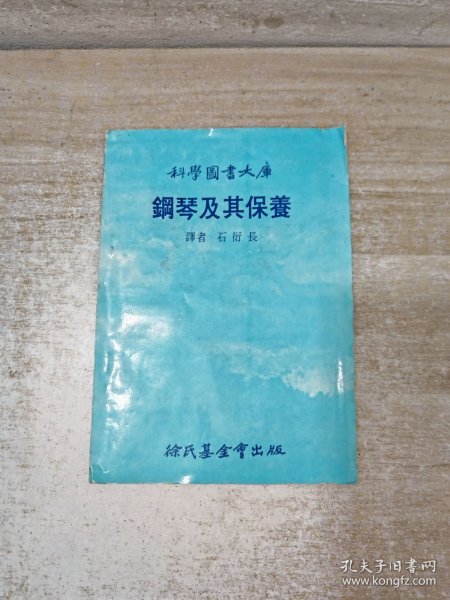 科學圖書大庫
鋼琴及其保養
譯者 石衍長
徐氏基金會出版
孔夫子旧书网
www.kongfz.com